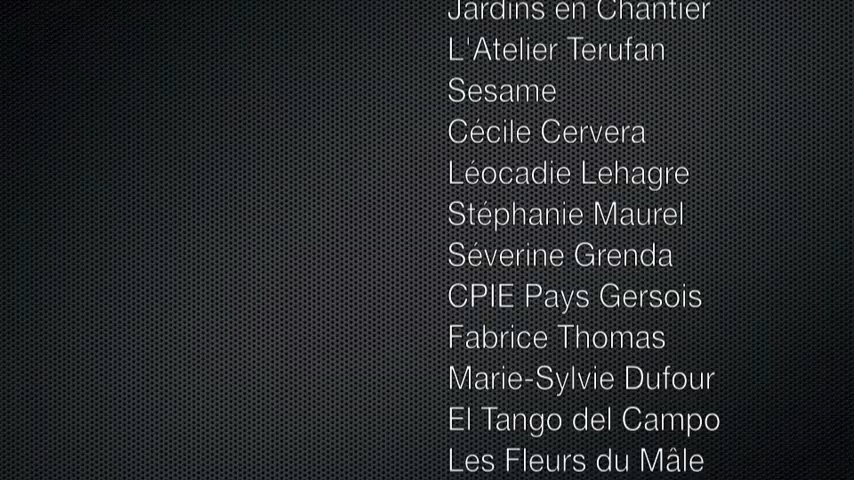 Jardins en Chantier
L'Atelier Terufan
Sesame
Cécile Cervera
Léocadie Lehagre
Stéphanie Maurel
Séverine Grenda
CPIE Pays Gersois
Fabrice Thomas
Marie-Sylvie Dufour
El Tango del Campo
Les Fleurs du Mâle